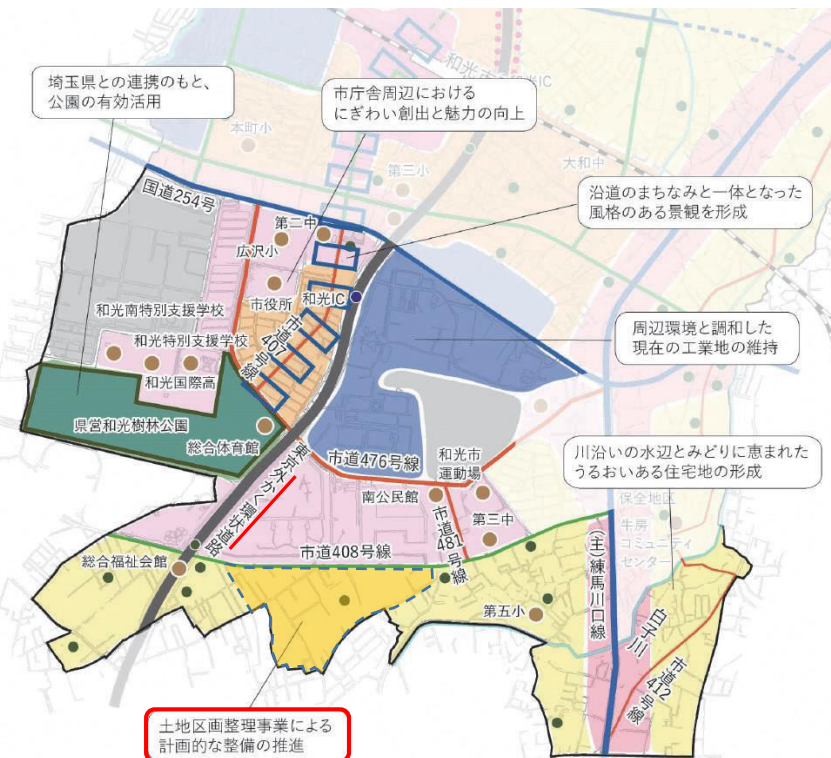 埼玉県との連携のもと、
公園の有効活用
市庁舎周辺における
にぎわい創出と魅力の向上
和光市
和光北IC
本町小
第三小
大和中
国道254号
沿道のまちなみと一体となった
風格のある景観を形成
第二中
広沢小
市役所
和光IC
市道407号線
和光南特別支援学校
和光特別支援学校
和光国際高
周辺環境と調和した
現在の工業地の維持
県営和光樹林公園
総合体育館
東京外かく環状道路
市道476号線
和光市
運動場
南公民館
市道481号線
第三中
川沿いの水辺とみどりに恵まれた
うるおいある住宅地の形成
保全地区
牛房
コミュニティ
センター
市道408号線
総合福祉会館
第五小
(主)練馬川口線
白子川
市道412号線
土地区画整理事業による
計画的な整備の推進